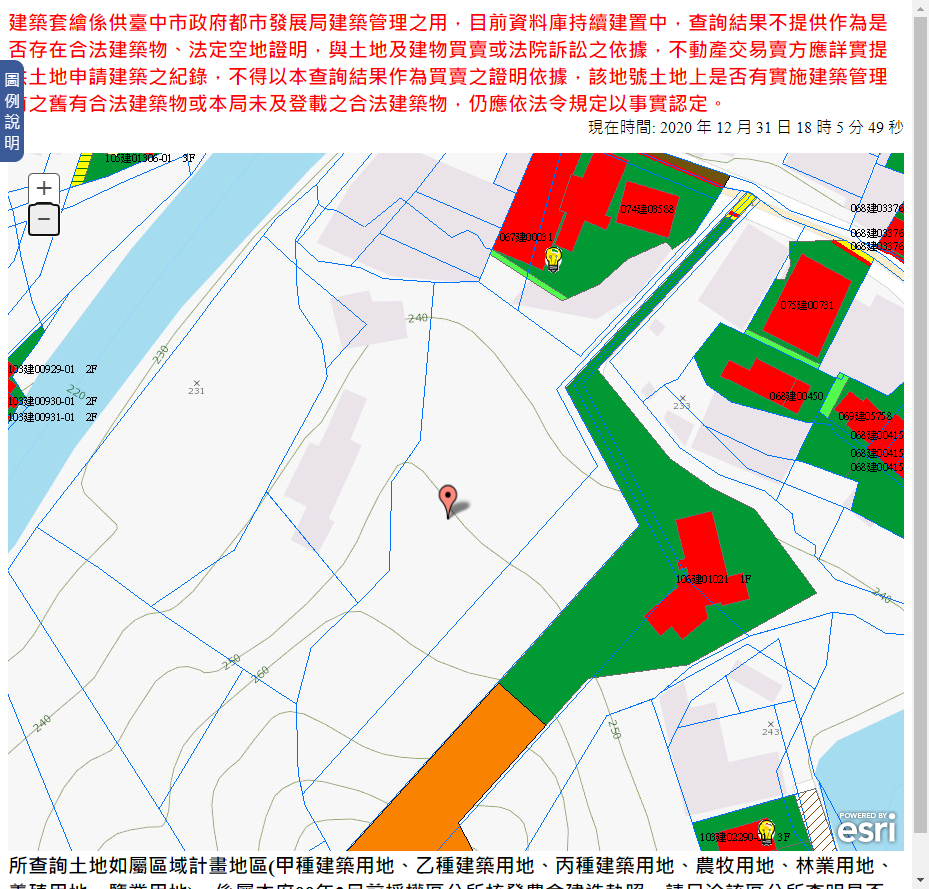 建築套繪係供臺中市政府都市發展局建築管理之用，目前資料庫持續建置中，查詢結果不提供作為是
否存在合法建築物、法定空地證明，與土地及建物買賣或法院訴訟之依據，不動產交易賣方應詳實提
土地申請建築之紀錄，不得以本查詢結果作為買賣之證明依據，該地號土地上是否有實施建築管理
之舊有合法建築物或本局未及登載之合法建築物，仍應依法令規定以事實認定。
圖例說明
現在時間: 2020 年 12 月 31 日 18 時 5 分 49 秒
105建01306-01 3F
+
−
074建03588
067建00031
068建03376
068建03376
068建03376
075建00731
240
230
103建00929-01 2F
220
231
103建00930-01 2F
103建00931-01 2F
068建00450
233
069建05758
068建00415
068建00415
068建00415
106建01021 1F
240
250
260
240
250
243
103建02290-01 3F
POWERED BY
esri
所查詢土地如屬區域計畫地區(甲種建築用地、乙種建築用地、丙種建築用地、農牧用地、林業用地、